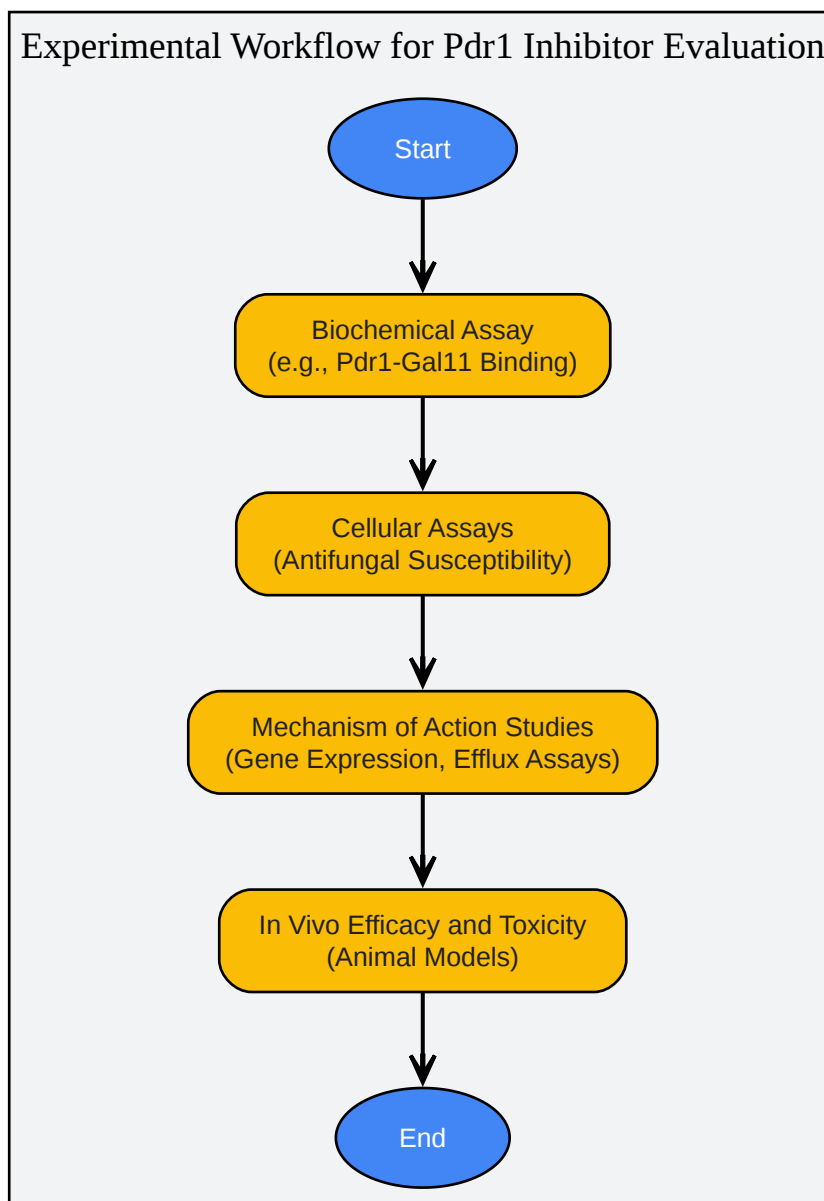 Experimental Workflow for Pdr1 Inhibitor Evaluation
Start
Biochemical Assay
(e.g., Pdr1-Gal11 Binding)
Cellular Assays
(Antifungal Susceptibility)
Mechanism of Action Studies
(Gene Expression, Efflux Assays)
In Vivo Efficacy and Toxicity
(Animal Models)
End